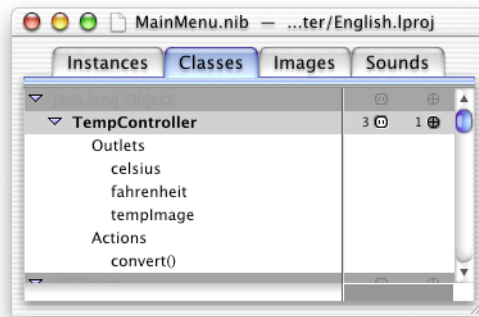 MainMenu.nib — ...ter/English.lproj
Instances Classes Images Sounds
java.lang.Object
TempController 3 1
Outlets
celsius
fahrenheit
tempImage
Actions
convert()